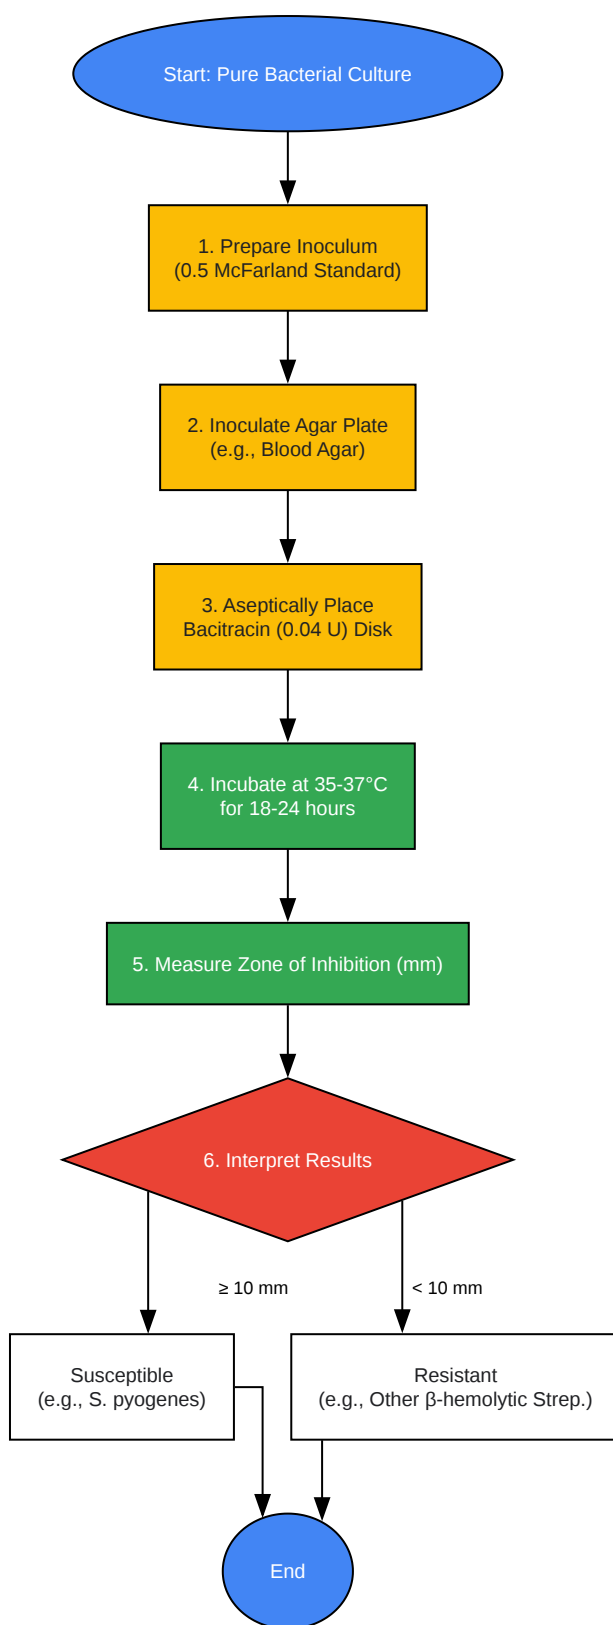 Start: Pure Bacterial Culture
1. Prepare Inoculum
(0.5 McFarland Standard)
2. Inoculate Agar Plate
(e.g., Blood Agar)
3. Aseptically Place
Bacitracin (0.04 U) Disk
4. Incubate at 35-37°C
for 18-24 hours
5. Measure Zone of Inhibition (mm)
6. Interpret Results
≥ 10 mm
< 10 mm
Susceptible
(e.g., S. pyogenes)
Resistant
(e.g., Other β-hemolytic Strep.)
End